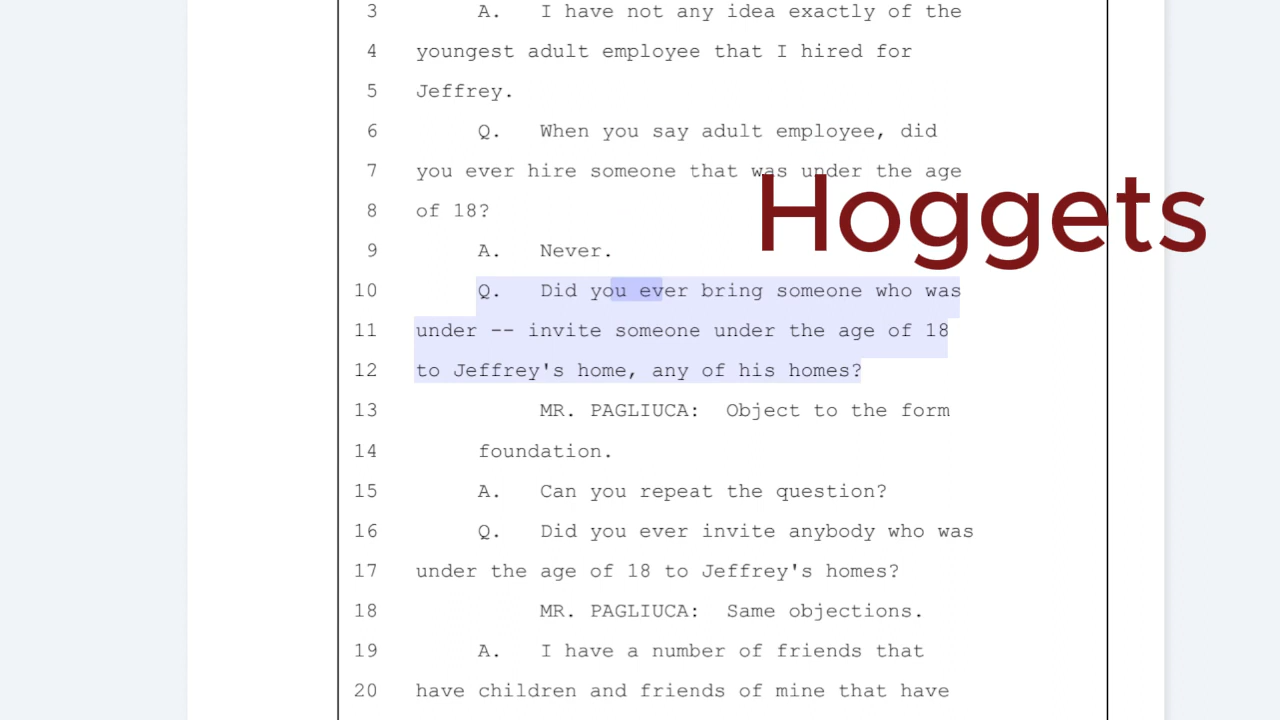 3 A. I have not any idea exactly of the
4 youngest adult employee that I hired for
5 Jeffrey.
6 Q. When you say adult employee, did
7 you ever hire someone that was under the age
Hoggets
8 of 18?
9 A. Never.
10 Q. Did you ever bring someone who was
11 under -- invite someone under the age of 18
12 to Jeffrey's home, any of his homes?
13 MR. PAGLIUCA: Object to the form
14 foundation.
15 A. Can you repeat the question?
16 Q. Did you ever invite anybody who was
17 under the age of 18 to Jeffrey's homes?
18 MR. PAGLIUCA: Same objections.
19 A. I have a number of friends that
20 have children and friends of mine that have